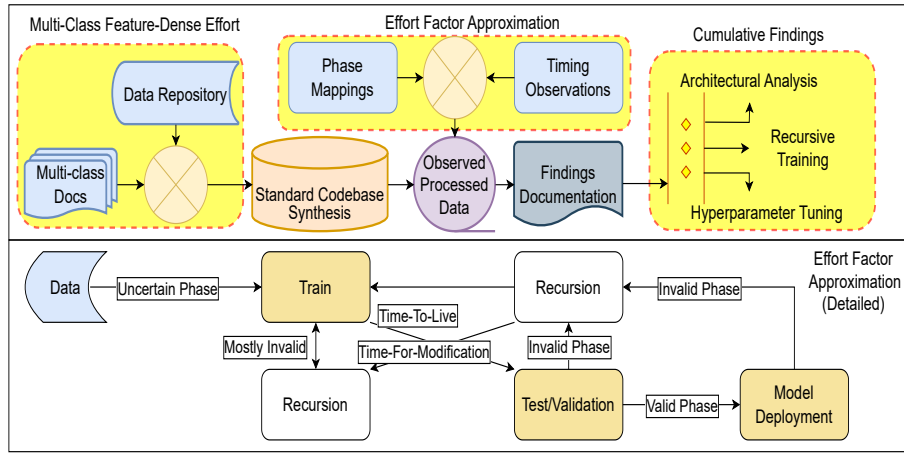 Multi-Class Feature-Dense Effort
Effort Factor Approximation
Cumulative Findings
Data Repository
Phase
Mappings
Timing
Observations
Architectural Analysis
Recursive
Training
Hyperparameter Tuning
Multi-class
Docs
Standard Codebase
Synthesis
Observed
Processed
Data
Findings
Documentation
Effort Factor
Approximation
(Detailed)
Data
Uncertain Phase
Train
Recursion
Invalid Phase
Time-To-Live
Mostly Invalid
Time-For-Modification
Invalid Phase
Recursion
Test/Validation
Valid Phase
Model
Deployment